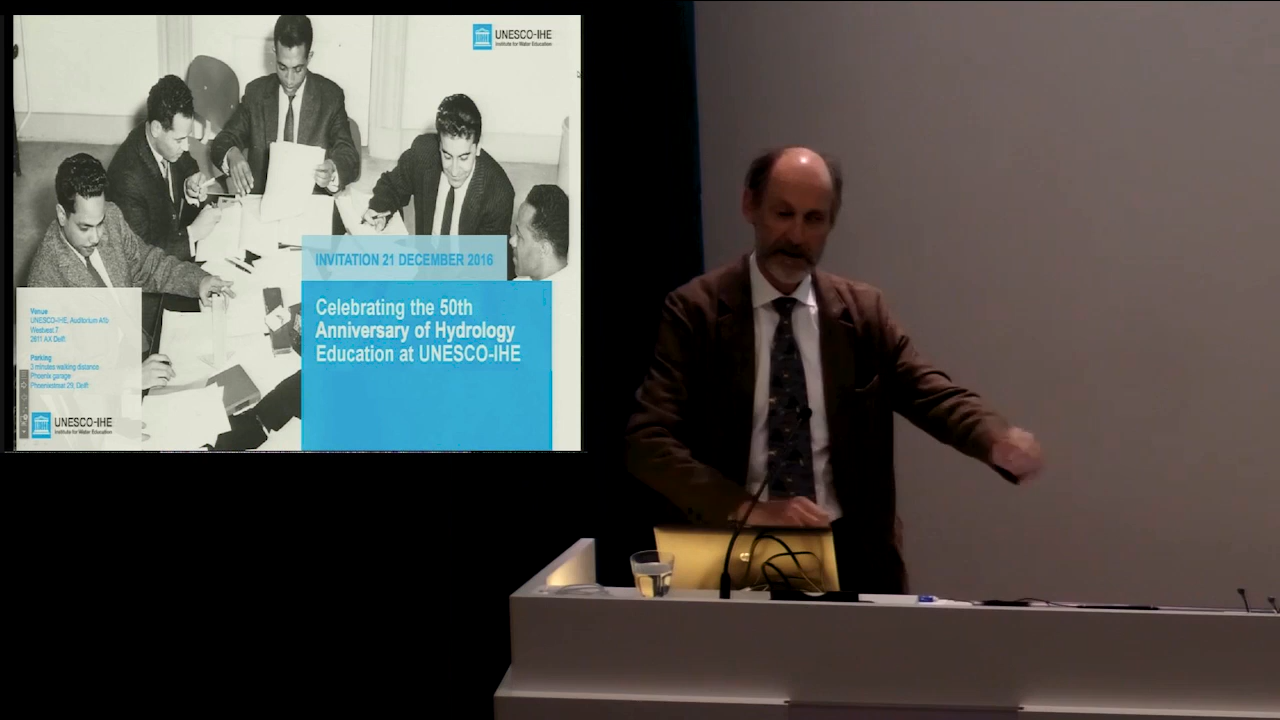 UNESCO-IHE
Institute for Water Education
INVITATION 21 DECEMBER 2016
Celebrating the 50th
Anniversary of Hydrology
Education at UNESCO-IHE
Venue
UNESCO-IHE, Auditorium A1b
Westvest 7
2611 AX Delft
Parking
2 minutes walking distance
Phoenix garage
Phoenixstraat 29, Delft
UNESCO-IHE
Institute for Water Education